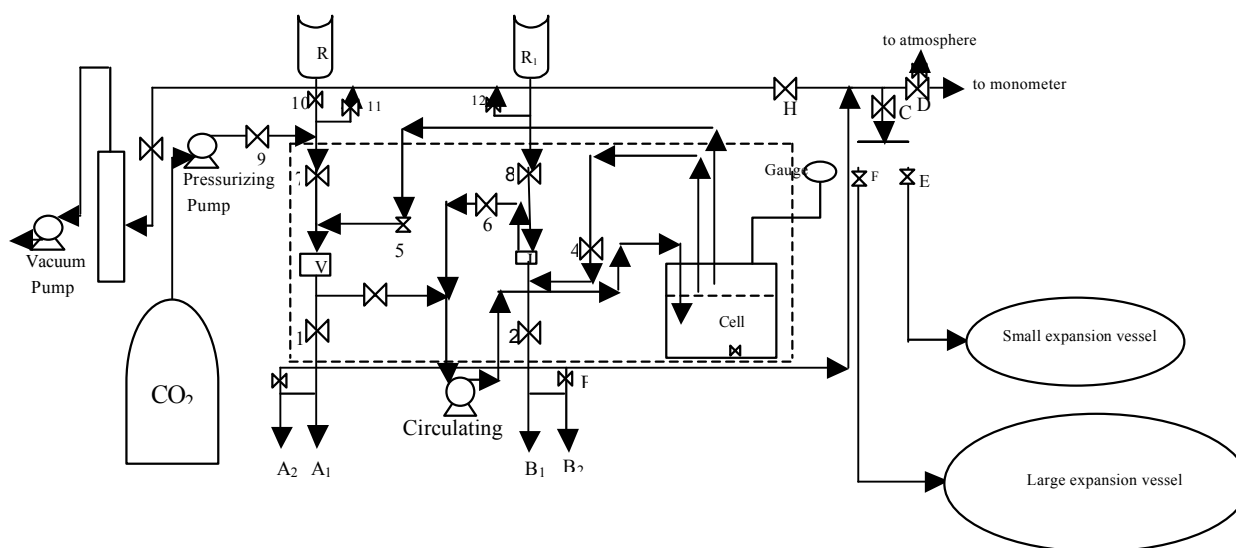 R
R₁
to atmosphere
to monometer
10
11
12
H
C
D
9
Pressurizing
Pump
8
Gauge
F
E
6
5
4
Vacuum
Pump
V
Cell
1
2
Small expansion vessel
CO₂
P
Circulating
A₂
A₁
B₁
B₂
Large expansion vessel